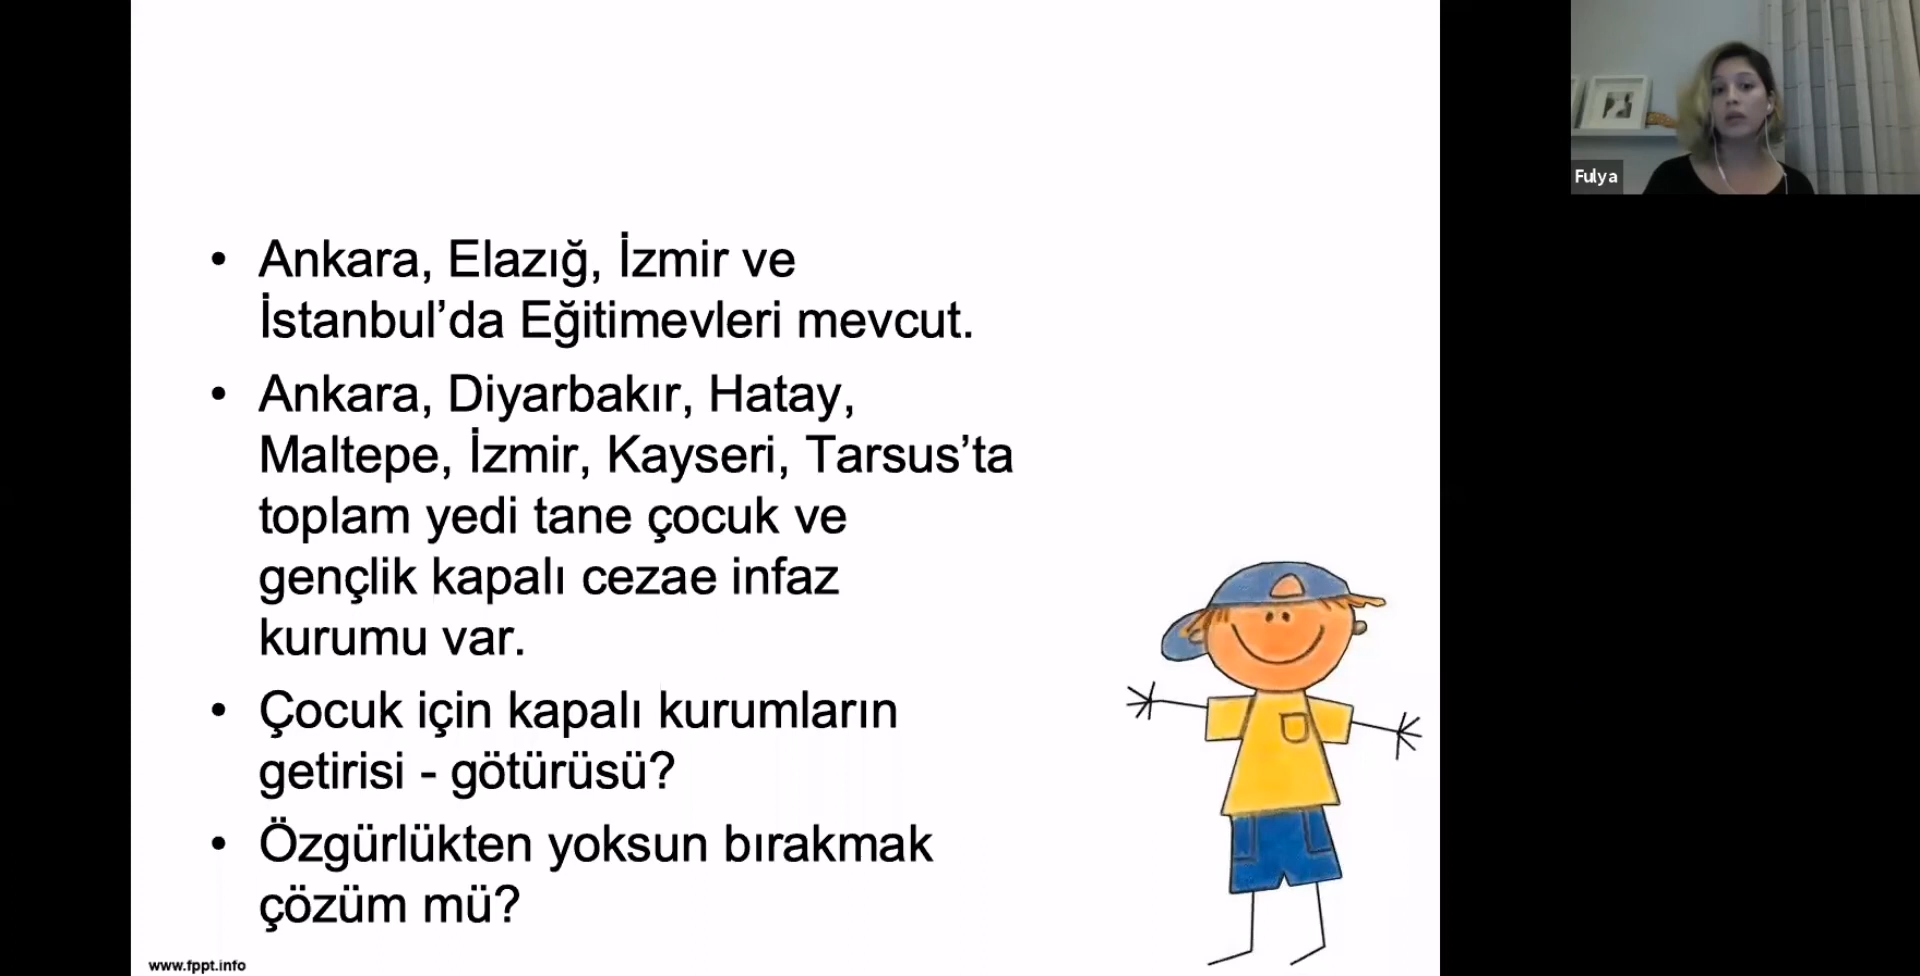 • Ankara, Elazığ, İzmir ve
İstanbul’da Eğitimevleri mevcut.
• Ankara, Diyarbakır, Hatay,
Maltepe, İzmir, Kayseri, Tarsus’ta
toplam yedi tane çocuk ve
gençlik kapalı cezae infaz
kurumu var.
• Çocuk için kapalı kurumların
getirisi - götürüsü?
• Özgürlükten yoksun bırakmak
çözüm mü?
www.fppt.info
Fulya